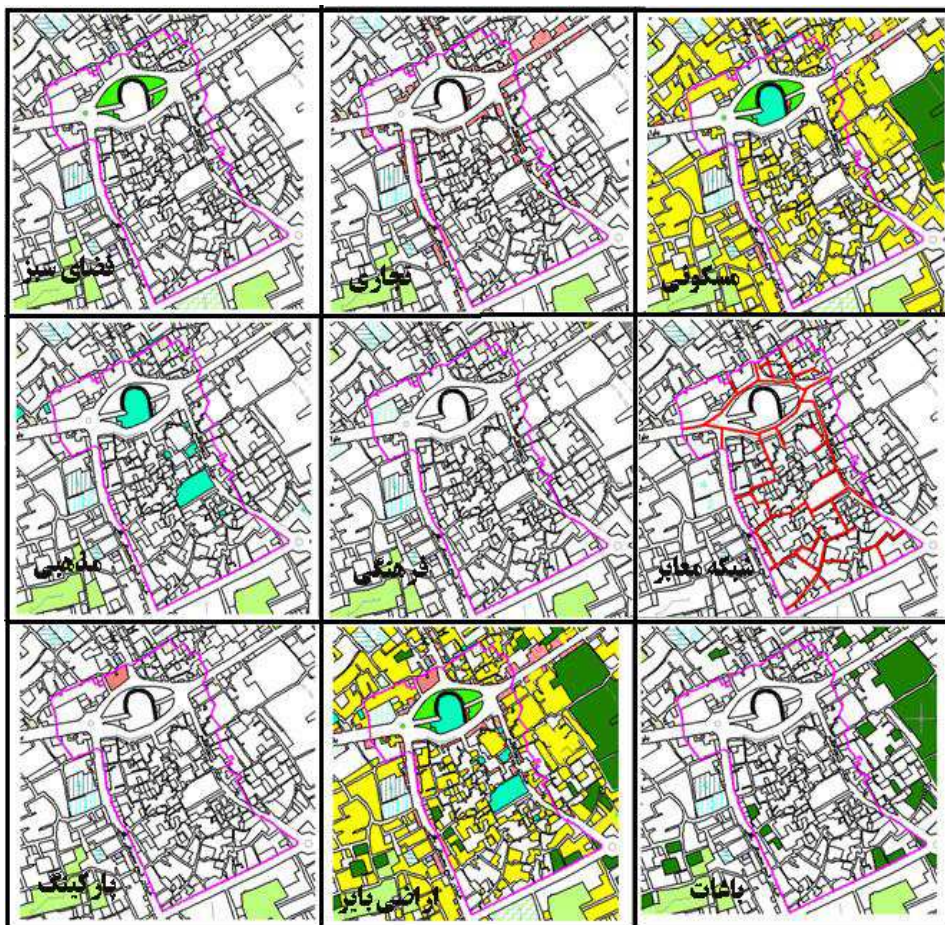 مسکونی
تجاری
فضای سبز
شبکه معابر
فرهنگی
مذهبی
باغات
اراضی بایر
پارکینگ